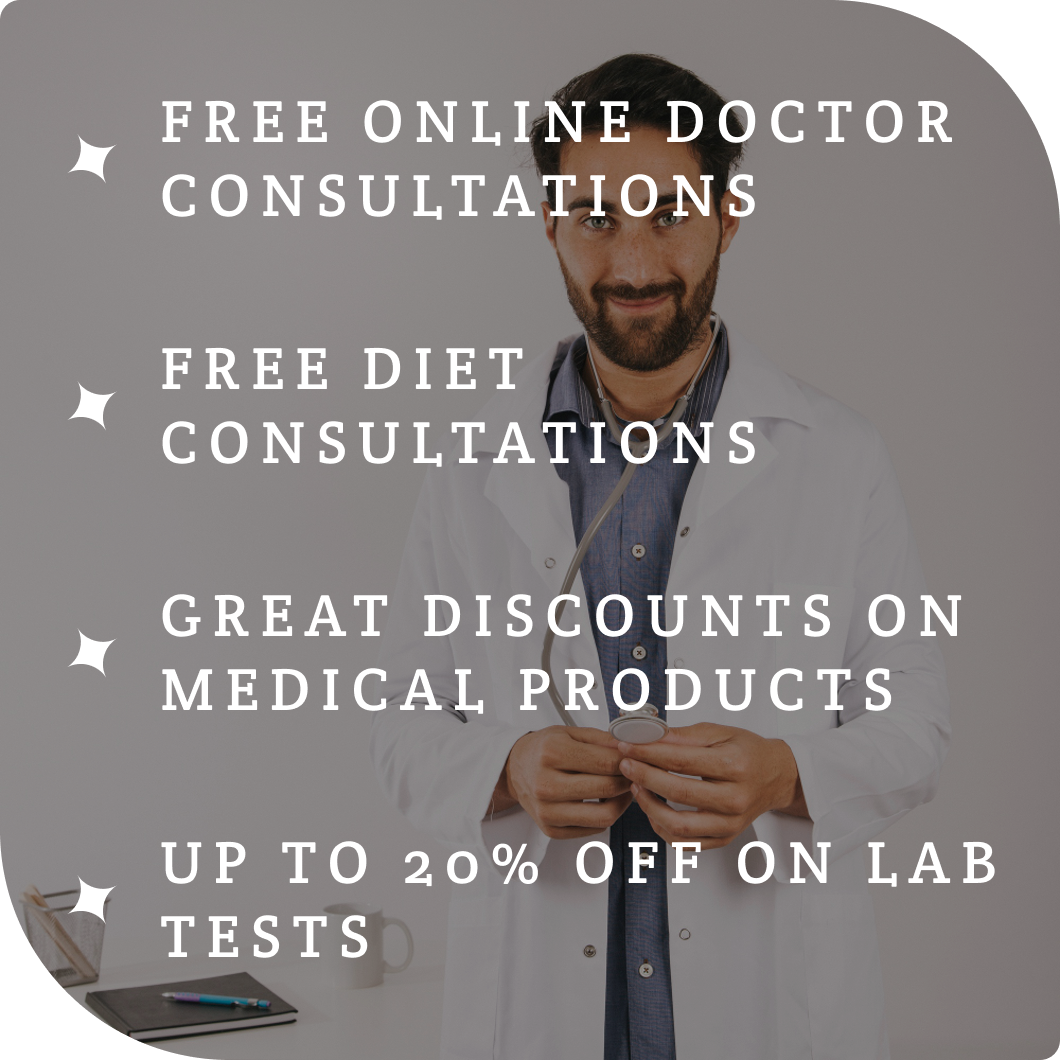 FREE ONLINE DOCTOR
CONSULTATIONS
FREE DIET
CONSULTATIONS
GREAT DISCOUNTS ON
MEDICAL PRODUCTS
UP TO 20% OFF ON LAB
TESTS